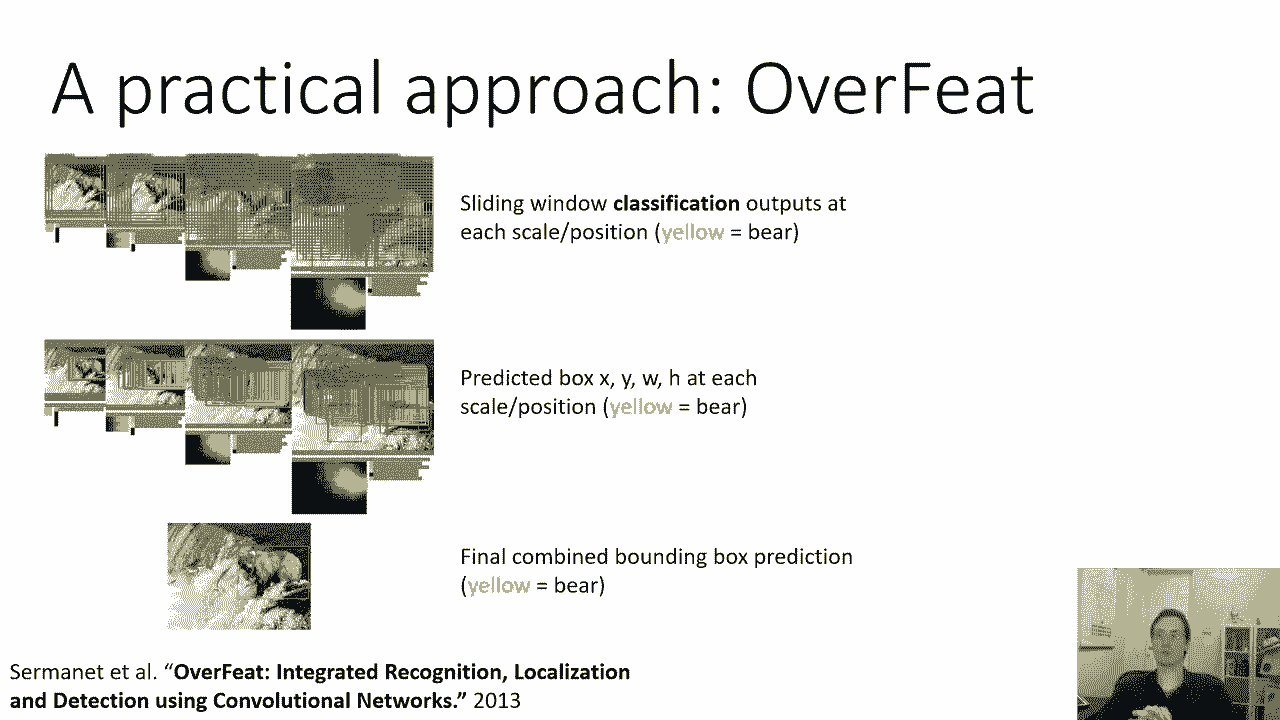 A practical approach: OverFeat
Sliding window classification outputs at
each scale/position (yellow = bear)
Predicted box x, y, w, h at each
scale/position (yellow = bear)
Final combined bounding box prediction
(yellow = bear)
Sermanet et al. “OverFeat: Integrated Recognition, Localization
and Detection using Convolutional Networks.” 2013